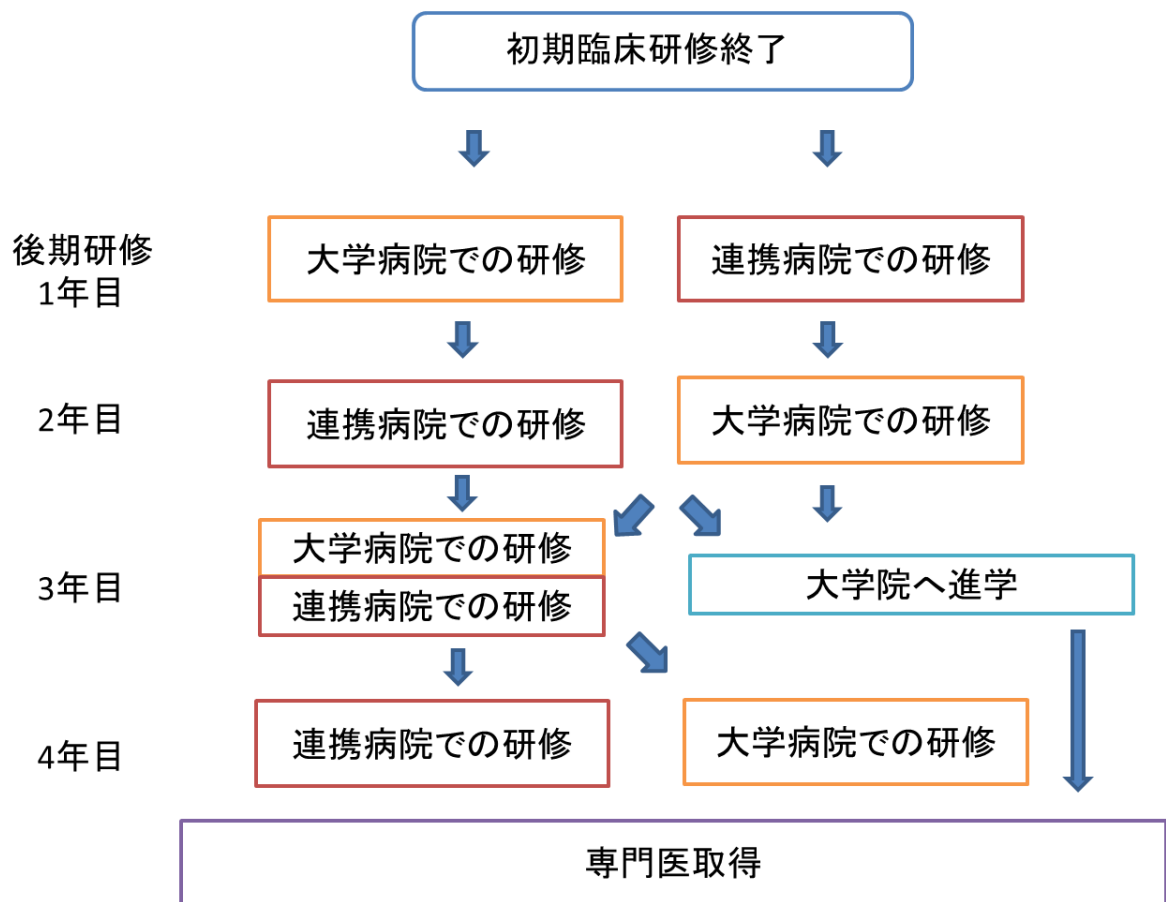 初期臨床研修終了
後期研修
1年目
大学病院での研修
連携病院での研修
2年目
連携病院での研修
大学病院での研修
3年目
大学病院での研修
連携病院での研修
大学院へ進学
4年目
連携病院での研修
大学病院での研修
専門医取得